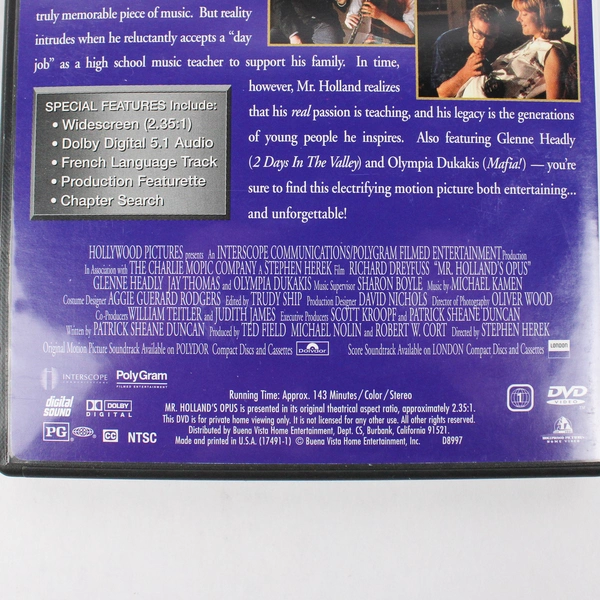 truly memorable piece of music. But reality
intrudes when he reluctantly accepts a "day
job" as a high school music teacher to support his family. In time,
however, Mr. Holland realizes
that his real passion is teaching, and his legacy is the generations
of young people he inspires. Also featuring Glenne Headly
(2 Days In The Valley) and Olympia Dukakis (Mafia!) — you're
sure to find this electrifying motion picture both entertaining...
and unforgettable!
SPECIAL FEATURES Include:
• Widescreen (2.35:1)
• Dolby Digital 5.1 Audio
• French Language Track
• Production Featurette
• Chapter Search
HOLLYWOOD PICTURES presents An INTERSCOPE COMMUNICATIONS/POLYGRAM FILMED ENTERTAINMENT Production
In Association with THE CHARLIE MOPIC COMPANY A STEPHEN HEREK Film RICHARD DREYFUSS "MR. HOLLAND'S OPUS"
GLENNE HEADLY JAY THOMAS and OLYMPIA DUKAKIS Music Supervisor SHARON BOYLE Music by MICHAEL KAMEN
Costume Designer AGGIE GUERARD RODGERS Edited by TRUDY SHIP Production Designer DAVID NICHOLS Director of Photography OLIVER WOOD
Co-Producers WILLIAM TEITLER and JUDITH JAMES Executive Producers SCOTT KROOPF and PATRICK SHEANE DUNCAN
Written by PATRICK SHEANE DUNCAN Produced by TED FIELD MICHAEL NOLIN and ROBERT W. CORT Directed by STEPHEN HEREK
Original Motion Picture Soundtrack Available on POLYDOR Compact Discs and Cassettes Polydor Score Soundtrack Available on LONDON Compact Discs and Cassettes LONDON
INTERSCOPE COMMUNICATIONS PolyGram FILMED ENTERTAINMENT
digital SOUND DOLBY DIGITAL
PG CC NTSC
Running Time: Approx. 143 Minutes/Color/Stereo
MR. HOLLAND'S OPUS is presented in its original theatrical aspect ratio, approximately 2.35:1.
This DVD is for private home viewing only. It is not licensed for any other use. All other rights reserved.
Distributed by Buena Vista Home Entertainment, Dept. CS, Burbank, California 91521.
Made and printed in U.S.A. (17491-1) © Buena Vista Home Entertainment, Inc. D8997
1 DVD VIDEO
HOLLYWOOD PICTURES HOME VIDEO